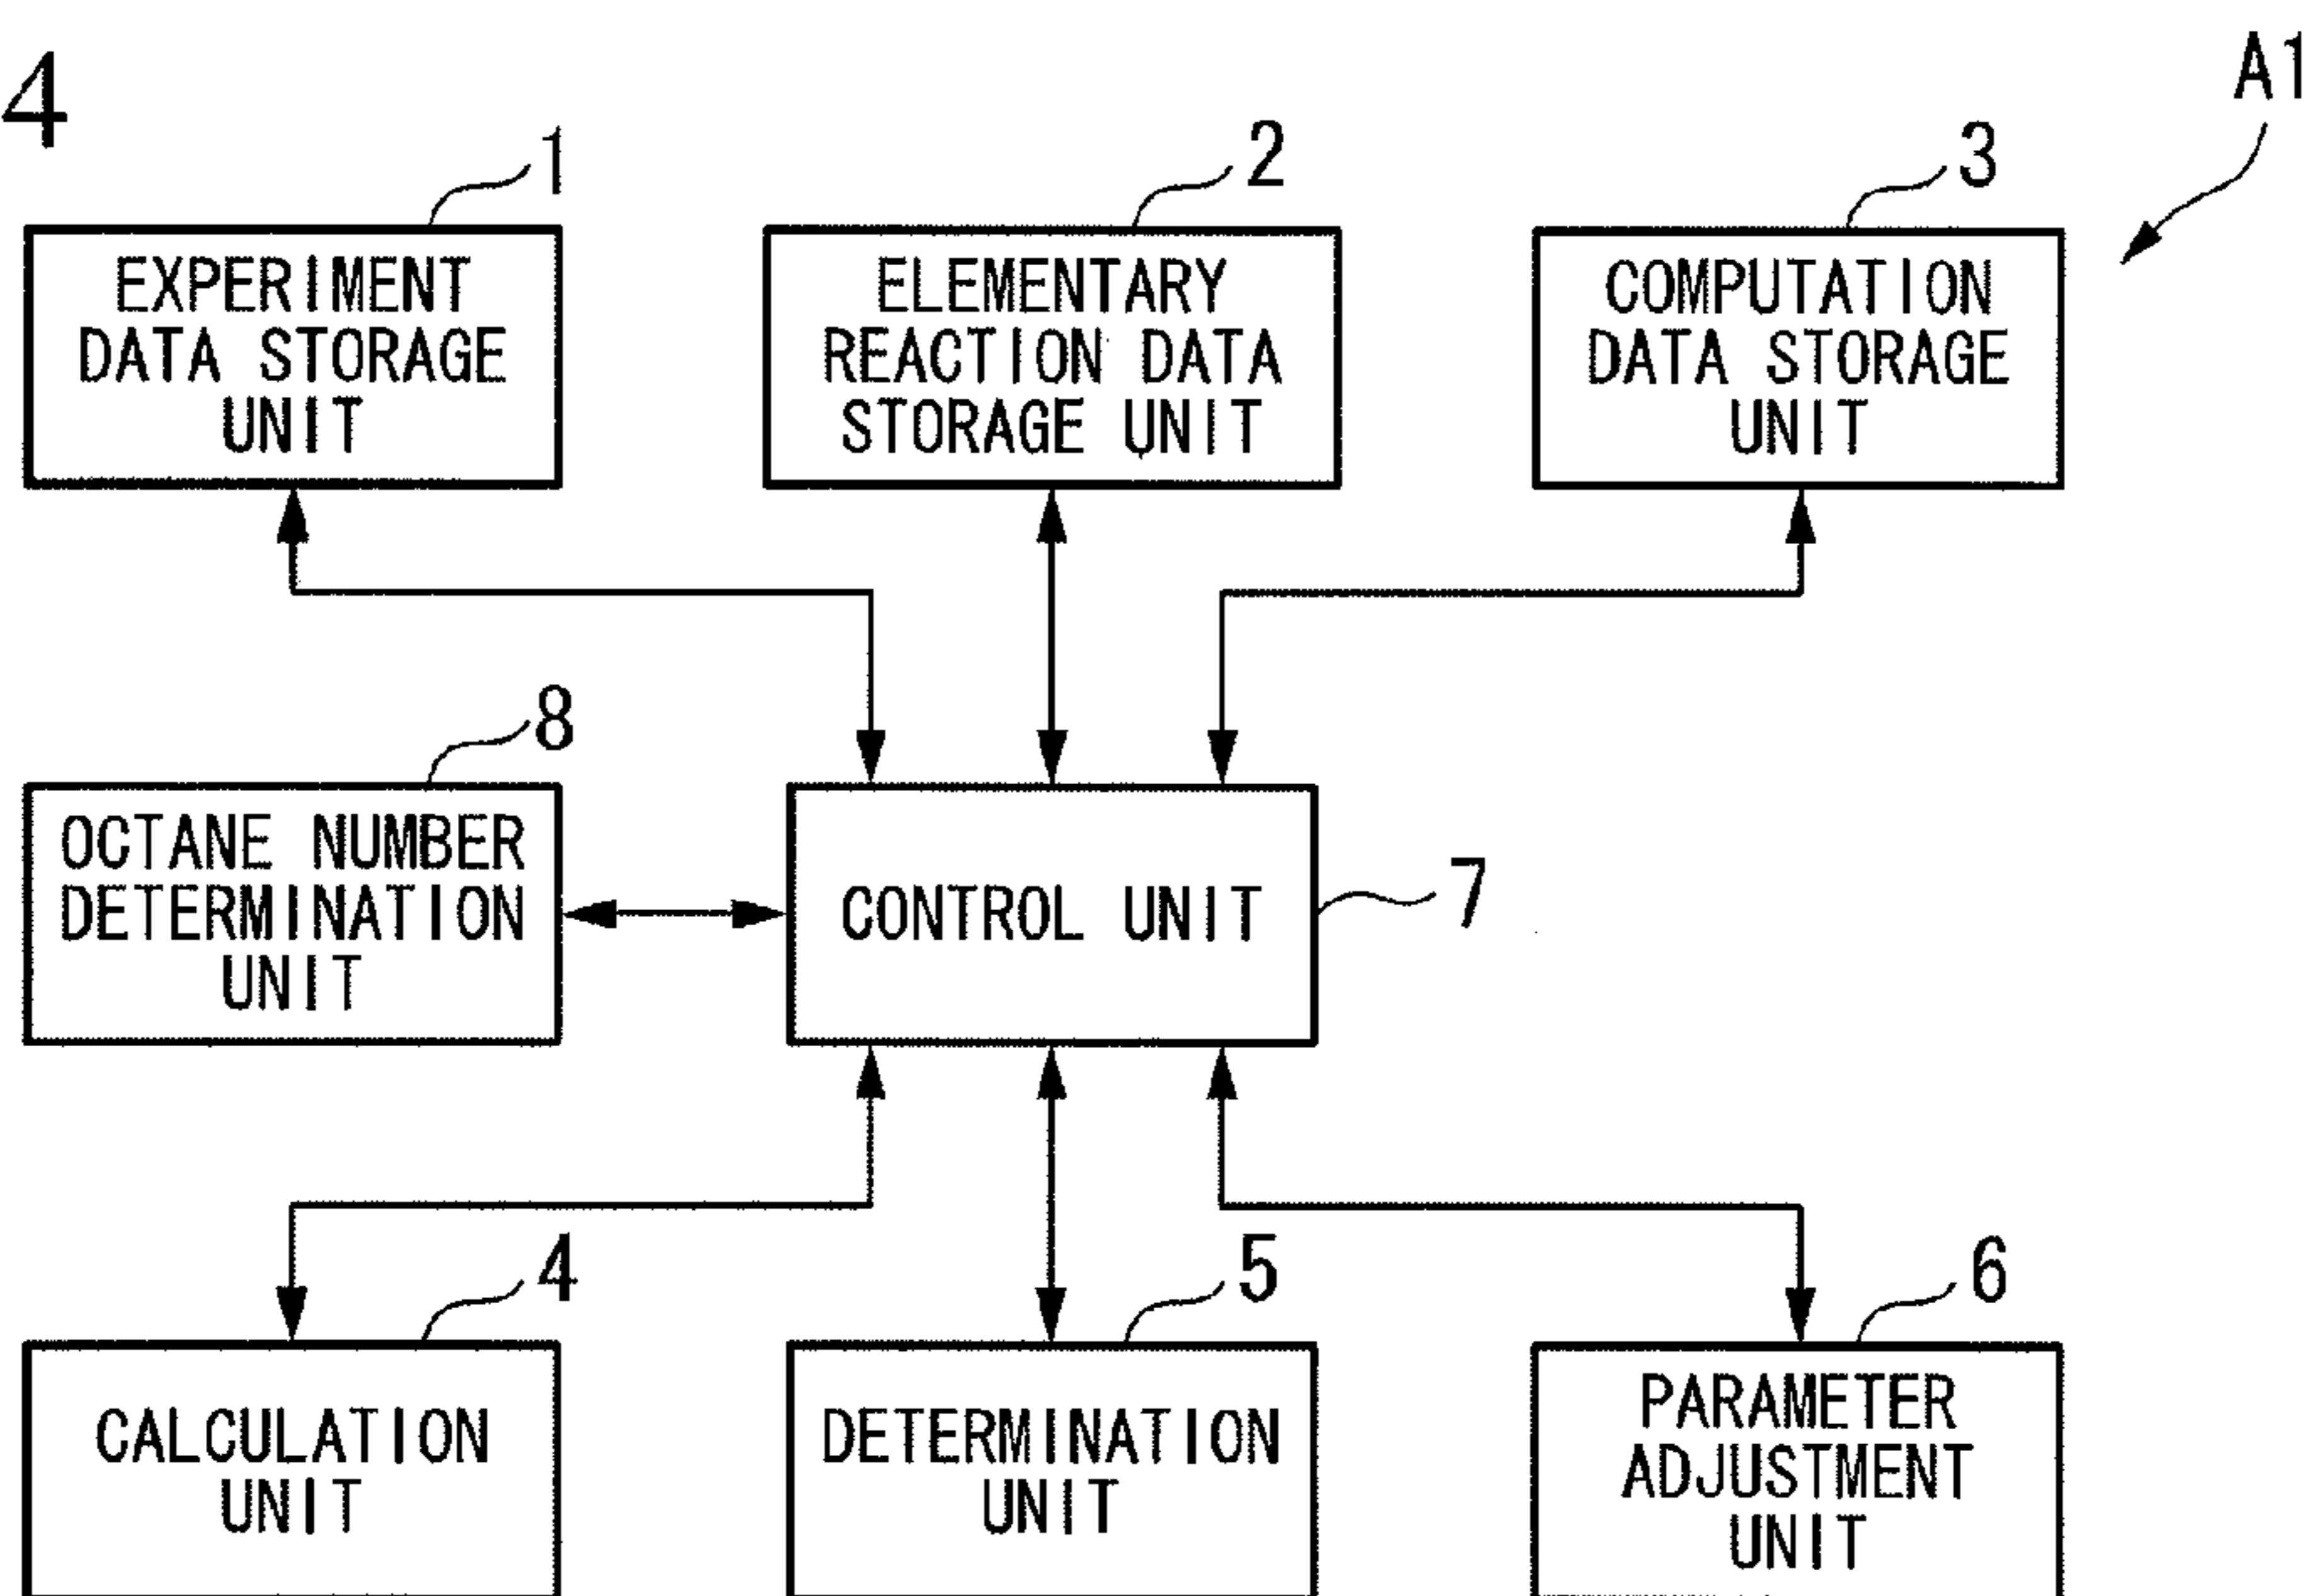 4
A1
1
2
3
EXPERIMENT
DATA STORAGE
UNIT
ELEMENTARY
REACTION DATA
STORAGE UNIT
COMPUTATION
DATA STORAGE
UNIT
8
OCTANE NUMBER
DETERMINATION
UNIT
CONTROL UNIT
7
4
5
6
CALCULATION
UNIT
DETERMINATION
UNIT
PARAMETER
ADJUSTMENT
UNIT